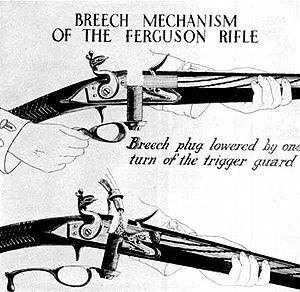 BREECH MECHANISM
OF THE FERGUSON RIFLE
Breech plug lowered by one
turn of the trigger guard